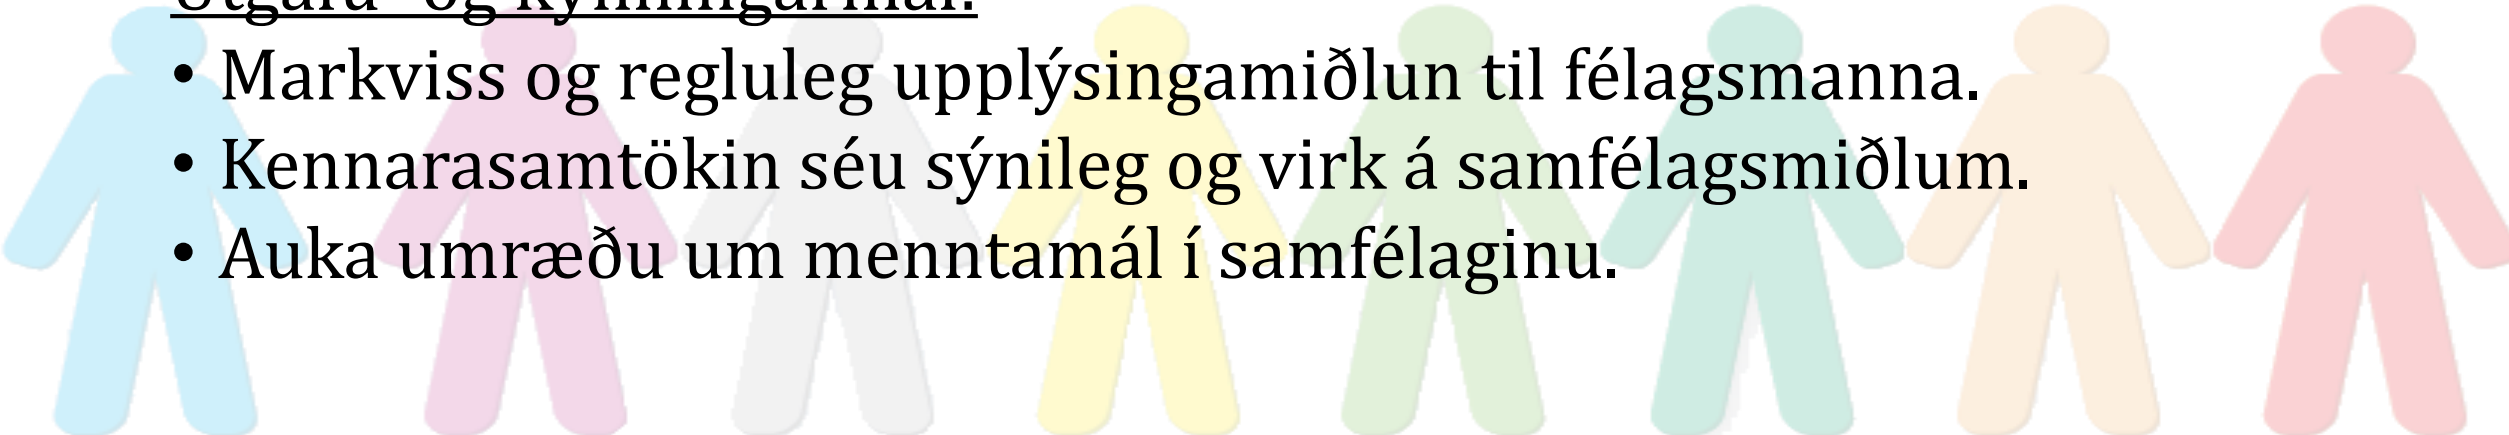 • Markviss og regluleg upplýsingamiðlun til félagsmanna.
• Kennarasamtökin séu sýnileg og virk á samfélagsmiðlum.
• Auka umræðu um menntamál í samfélaginu.